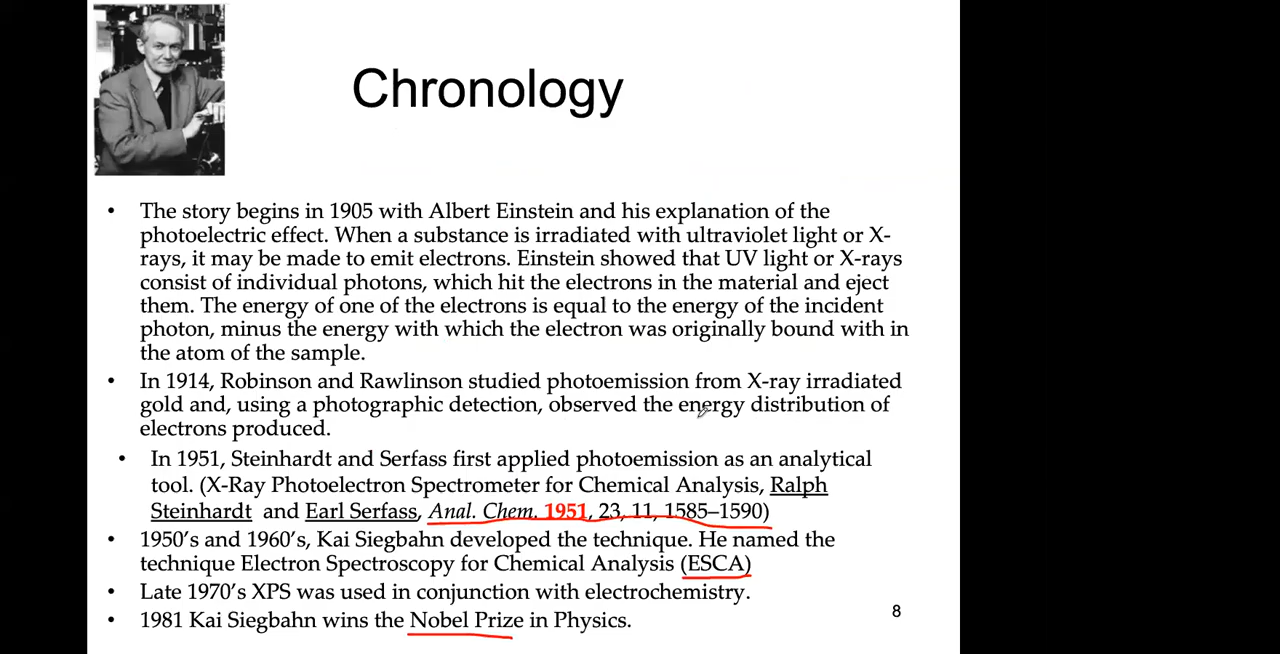 Chronology
• The story begins in 1905 with Albert Einstein and his explanation of the
photoelectric effect. When a substance is irradiated with ultraviolet light or X-
rays, it may be made to emit electrons. Einstein showed that UV light or X-rays
consist of individual photons, which hit the electrons in the material and eject
them. The energy of one of the electrons is equal to the energy of the incident
photon, minus the energy with which the electron was originally bound with in
the atom of the sample.
• In 1914, Robinson and Rawlinson studied photoemission from X-ray irradiated
gold and, using a photographic detection, observed the energy distribution of
electrons produced.
• In 1951, Steinhardt and Serfass first applied photoemission as an analytical
tool. (X-Ray Photoelectron Spectrometer for Chemical Analysis, Ralph
Steinhardt and Earl Serfass, Anal. Chem. 1951, 23, 11, 1585–1590)
• 1950's and 1960's, Kai Siegbahn developed the technique. He named the
technique Electron Spectroscopy for Chemical Analysis (ESCA)
• Late 1970's XPS was used in conjunction with electrochemistry.
• 1981 Kai Siegbahn wins the Nobel Prize in Physics.
8